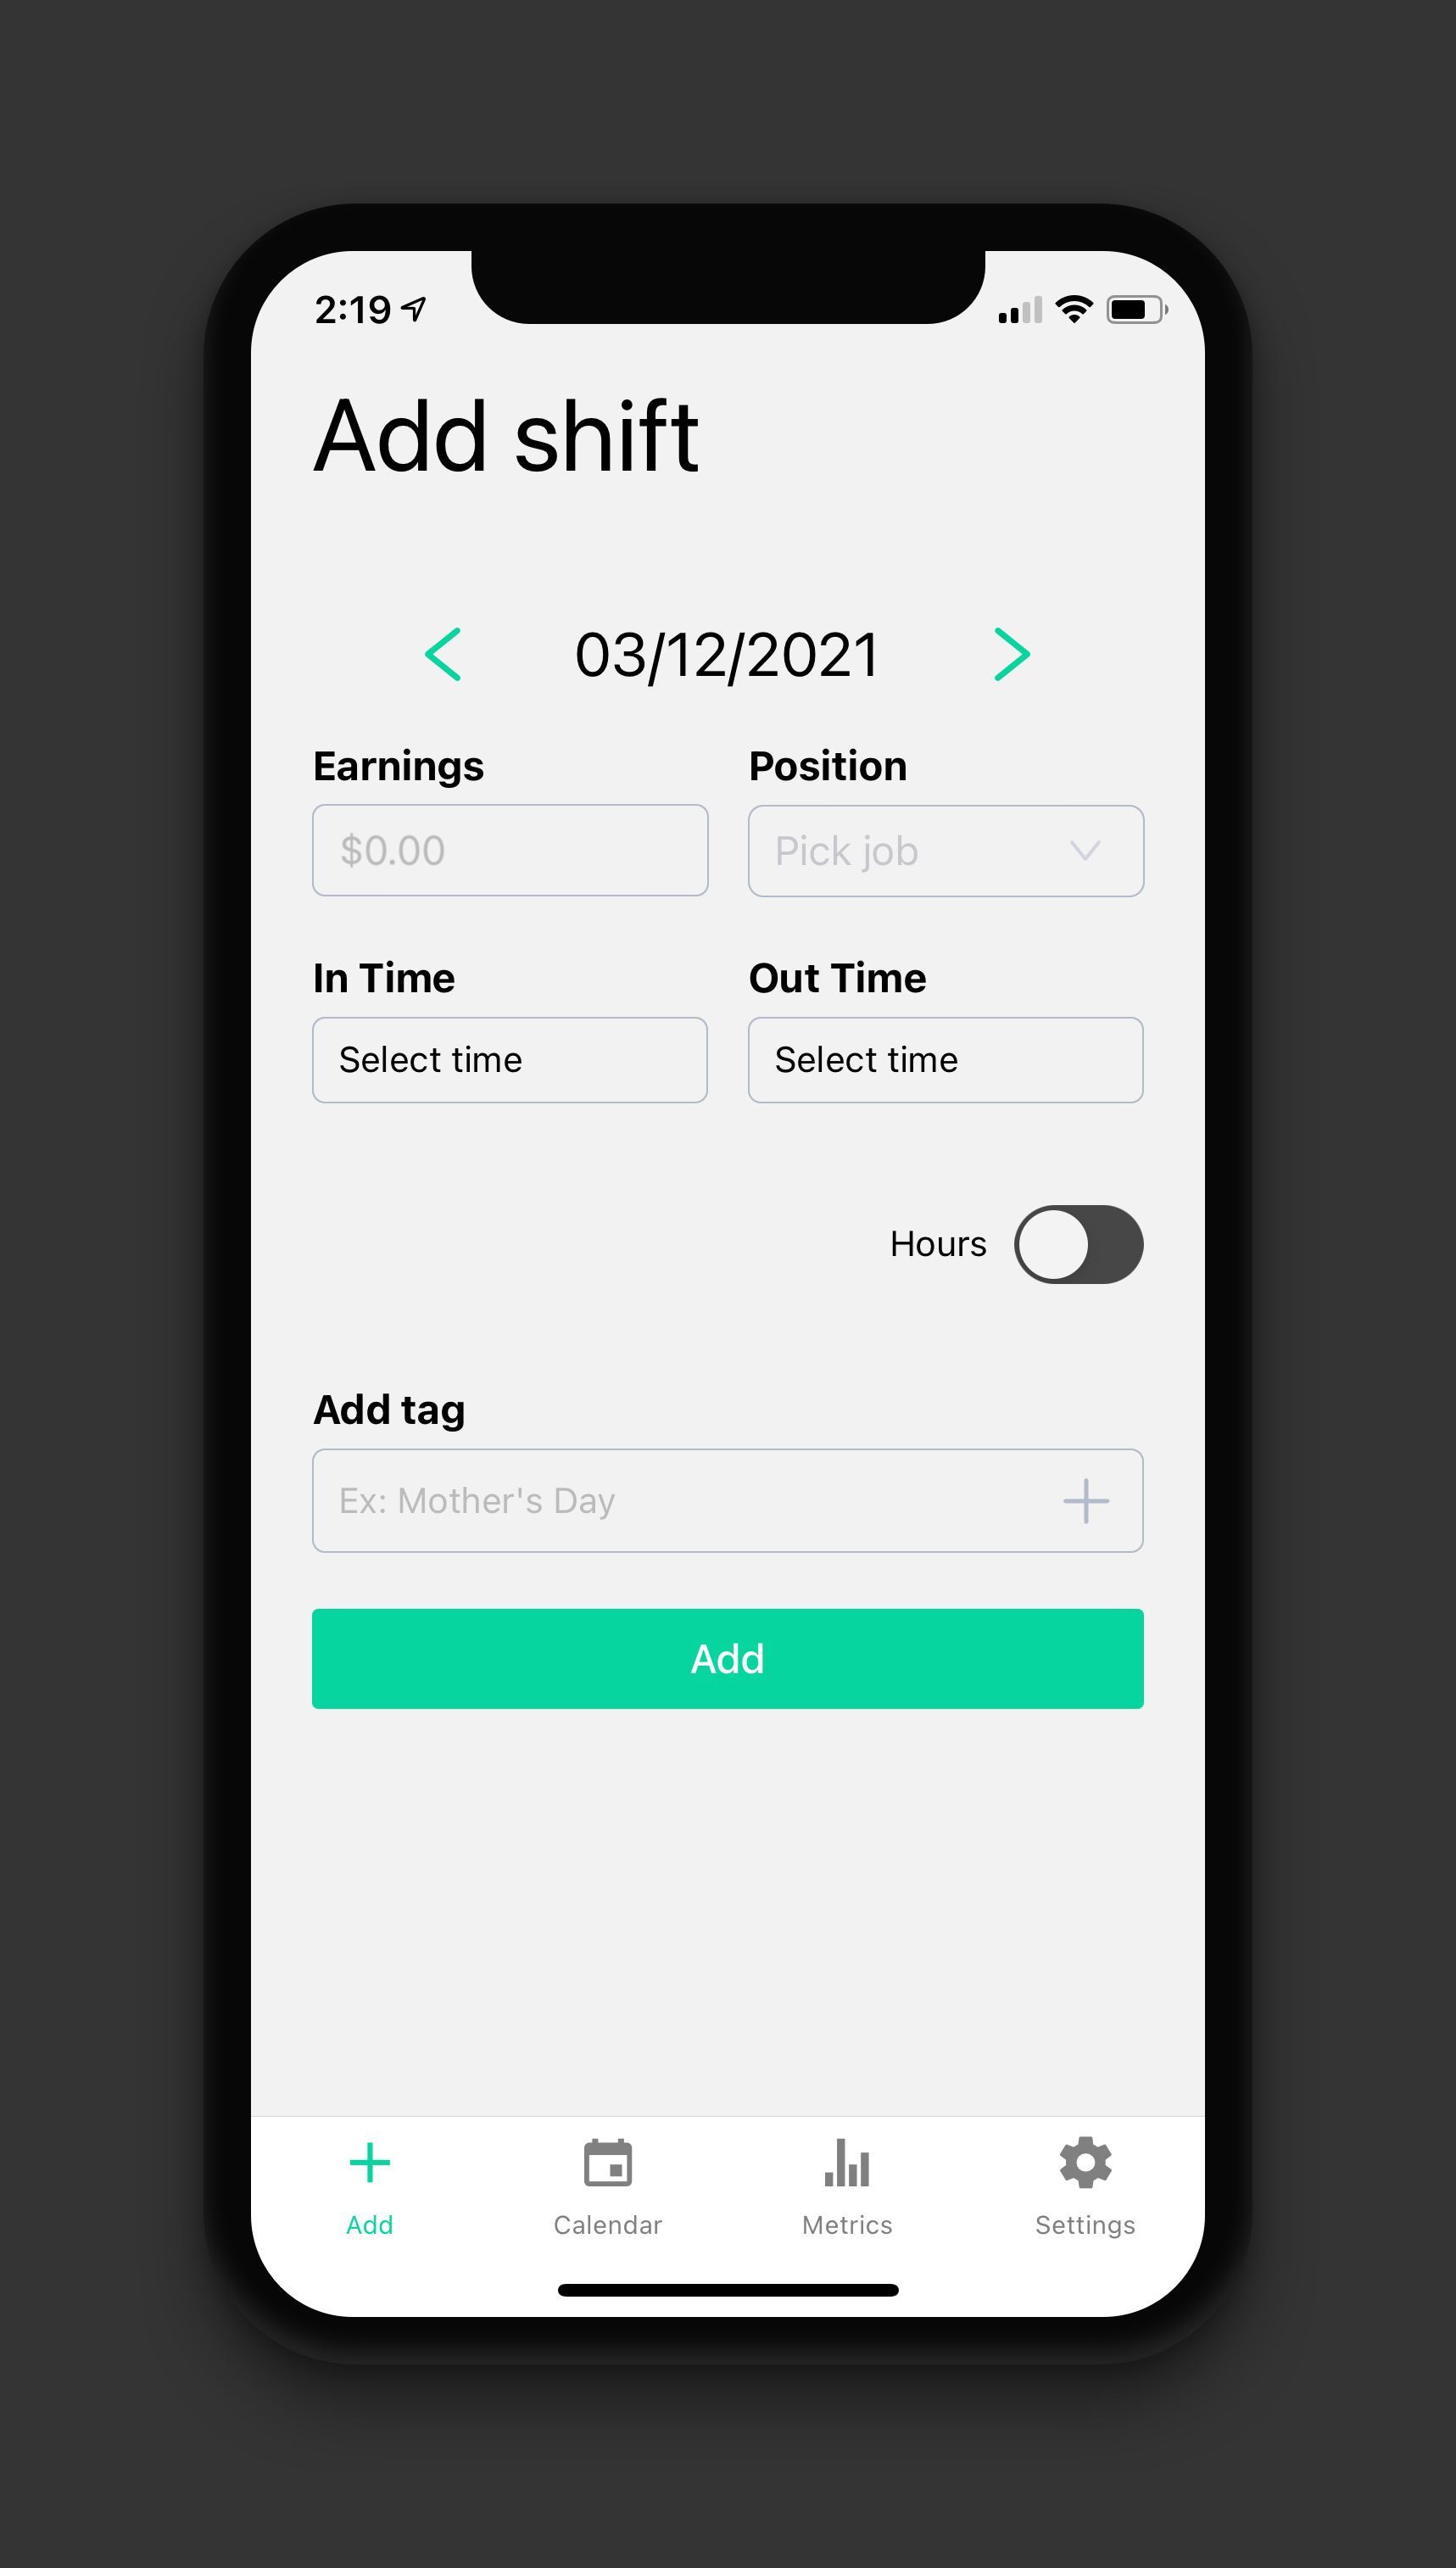 2:19
Add shift
03/12/2021
Earnings Position
$0.00 Pick job
In Time Out Time
Select time Select time
Hours
Add tag
Ex: Mother's Day
Add
Add Calendar Metrics Settings